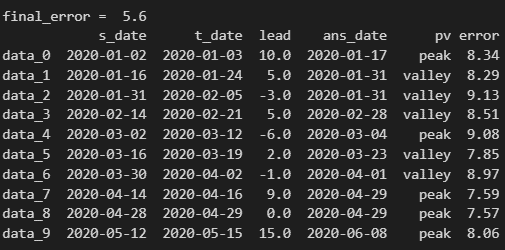 final_error =  5.6
s_date t_date lead ans_date pv error
data_0 2020-01-02 2020-01-03 10.0 2020-01-17 peak 8.34
data_1 2020-01-16 2020-01-24 5.0 2020-01-31 valley 8.29
data_2 2020-01-31 2020-02-05 -3.0 2020-01-31 valley 9.13
data_3 2020-02-14 2020-02-21 5.0 2020-02-28 valley 8.51
data_4 2020-03-02 2020-03-12 -6.0 2020-03-04 peak 9.08
data_5 2020-03-16 2020-03-19 2.0 2020-03-23 valley 7.85
data_6 2020-03-30 2020-04-02 -1.0 2020-04-01 valley 8.97
data_7 2020-04-14 2020-04-16 9.0 2020-04-29 peak 7.59
data_8 2020-04-28 2020-04-29 0.0 2020-04-29 peak 7.57
data_9 2020-05-12 2020-05-15 15.0 2020-06-08 peak 8.06